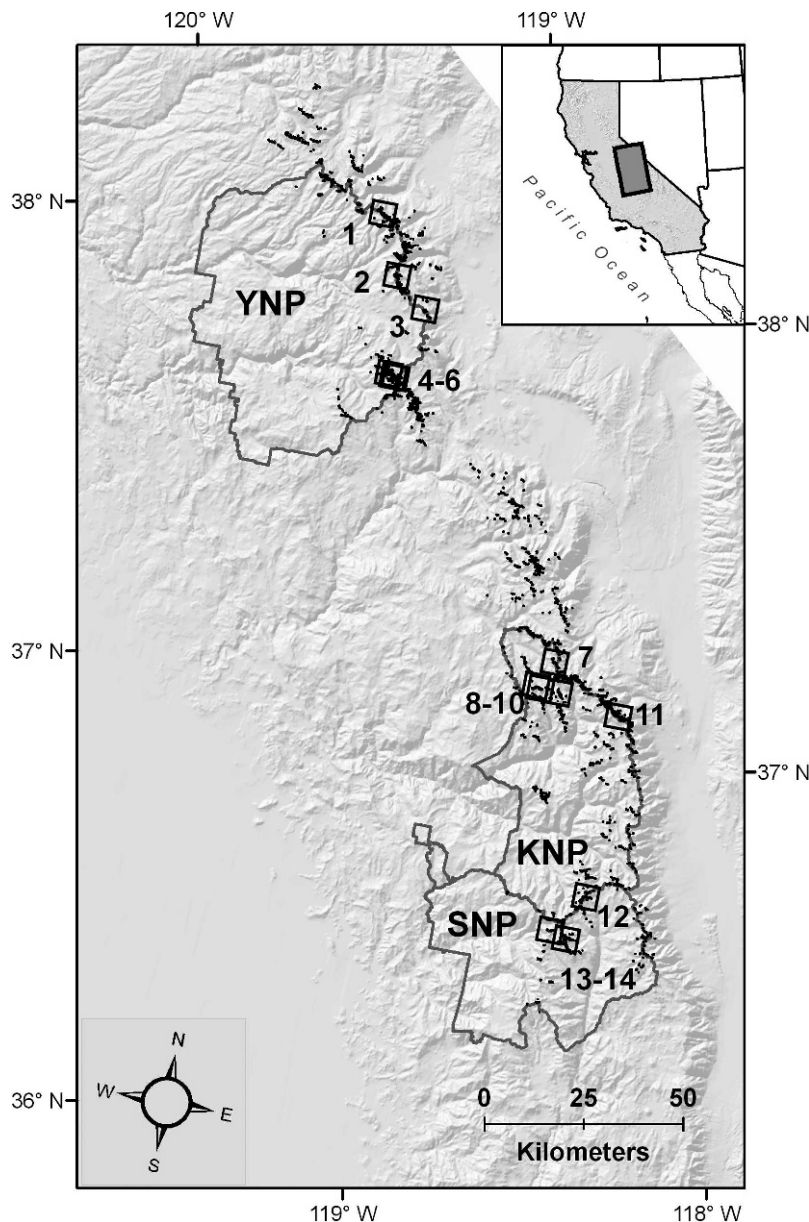 120° W
119° W
38° N
Pacific Ocean
1
2
YNP
3
38° N
4-6
37° N
7
8-10
11
37° N
KNP
SNP
12
13-14
N
W
E
S
36° N
0 25 50
Kilometers
119° W
118° W